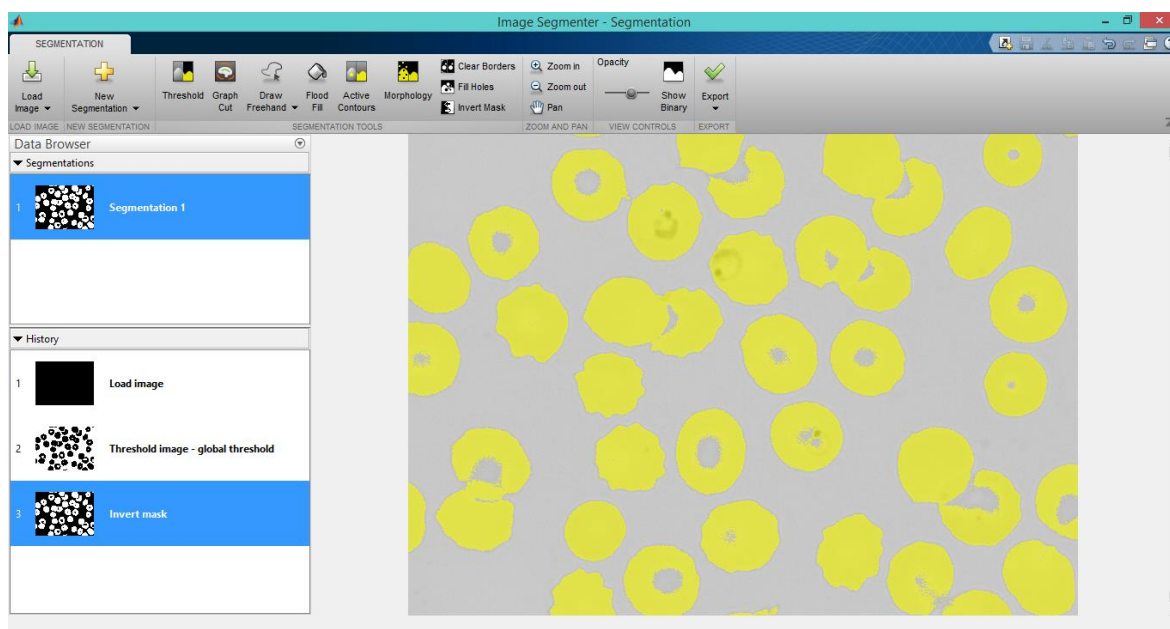 Image Segmenter - Segmentation
SEGMENTATION
Load Image
New Segmentation
Threshold
Graph Cut
Draw Freehand
Flood Fill
Active Contours
Morphology
Clear Borders
Fill Holes
Invert Mask
Zoom in
Zoom out
Pan
Opacity
Show Binary
Export
LOAD IMAGE
NEW SEGMENTATION
SEGMENTATION TOOLS
ZOOM AND PAN
VIEW CONTROLS
EXPORT
Data Browser
Segmentations
1 Segmentation 1
History
1 Load image
2 Threshold image - global threshold
3 Invert mask